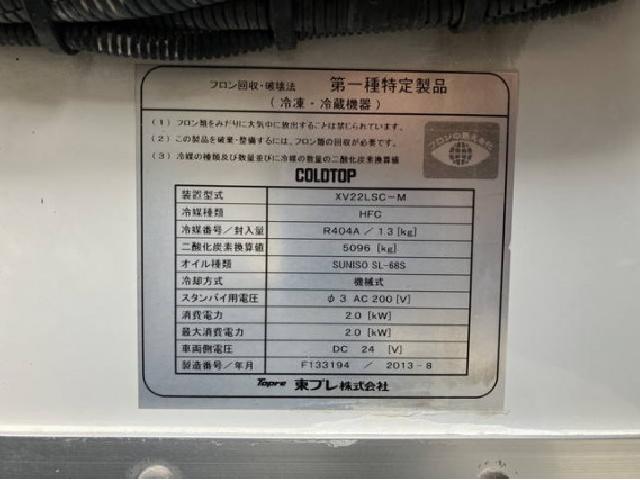 フロン回収・破壊法 第一種特定製品
(冷凍・冷蔵機器)
(1) フロン類をみだりに大気中に放出することは禁じられています。
(2) この製品を破棄・整備するには、フロン類の回収が必要です。
(3) 冷媒の種類及び数量並びに冷媒の数量の二酸化炭素換算値
COLDTOP
装置型式 XV22LSC-M
冷媒種類 HFC
冷媒番号/封入量 R404A / 1.3 [kg]
二酸化炭素換算値 5096 [kg]
オイル種類 SUNISO SL-68S
冷却方式 機械式
スタンバイ用電圧 φ3 AC 200 [V]
消費電力 2.0 [kW]
最大消費電力 2.0 [kW]
車両側電圧 DC 24 [V]
製造番号/年月 F133194 / 2013-8
Topre 東プレ株式会社